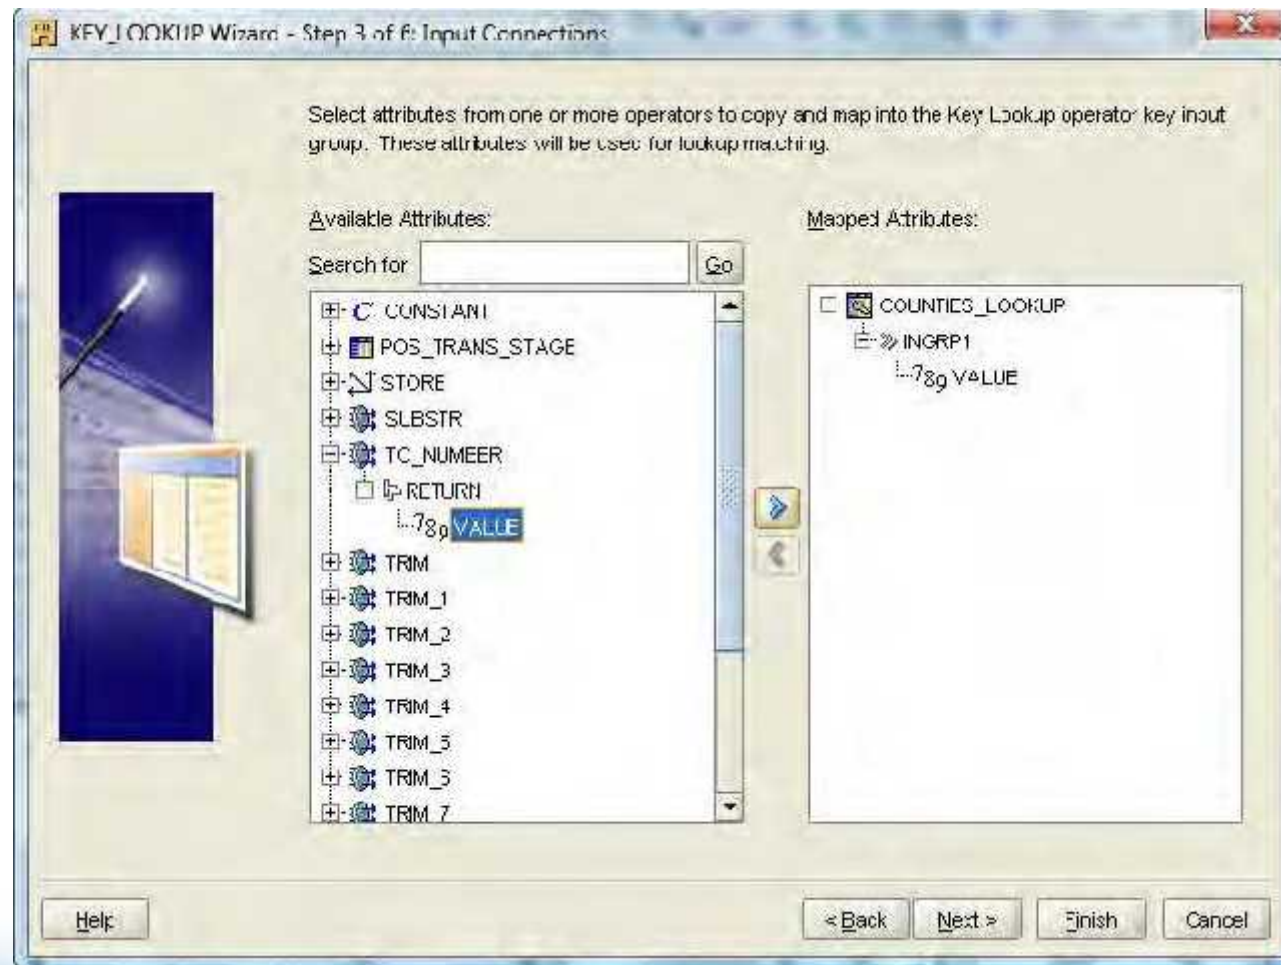 KEY_LOOKUP Wizard - Step 3 of 6: Input Connections
Select attributes from one or more operators to copy and map into the Key Lookup operator key input
group. These attributes will be used for lookup matching.
Available Attributes:
Search for
Go
CONSTANT
POS_TRANS_STAGE
STORE
SUBSTR
TO_NUMBER
RETURN
789 VALUE
TRIM
TRIM_1
TRIM_2
TRIM_3
TRIM_4
TRIM_5
TRIM_6
TRIM_7
Mapped Attributes:
COUNTIES_LOOKUP
INGRP1
789 VALUE
Help
< Back
Next >
Finish
Cancel